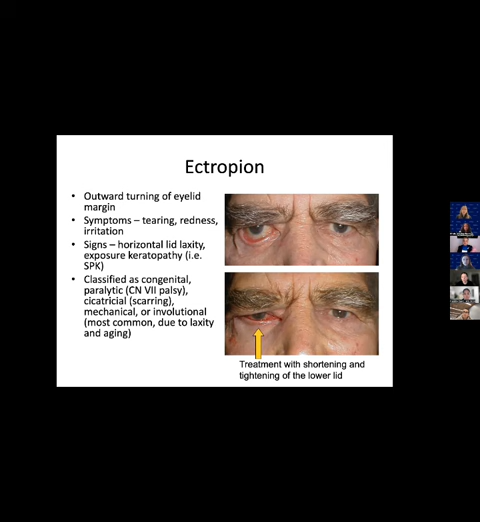 Ectropion
• Outward turning of eyelid
margin
• Symptoms – tearing, redness,
irritation
• Signs – horizontal lid laxity,
exposure keratopathy (i.e.
SPK)
• Classified as congenital,
paralytic (CN VII palsy),
cicatricial (scarring),
mechanical, or involutional
(most common, due to laxity
and aging)
Treatment with shortening and
tightening of the lower lid